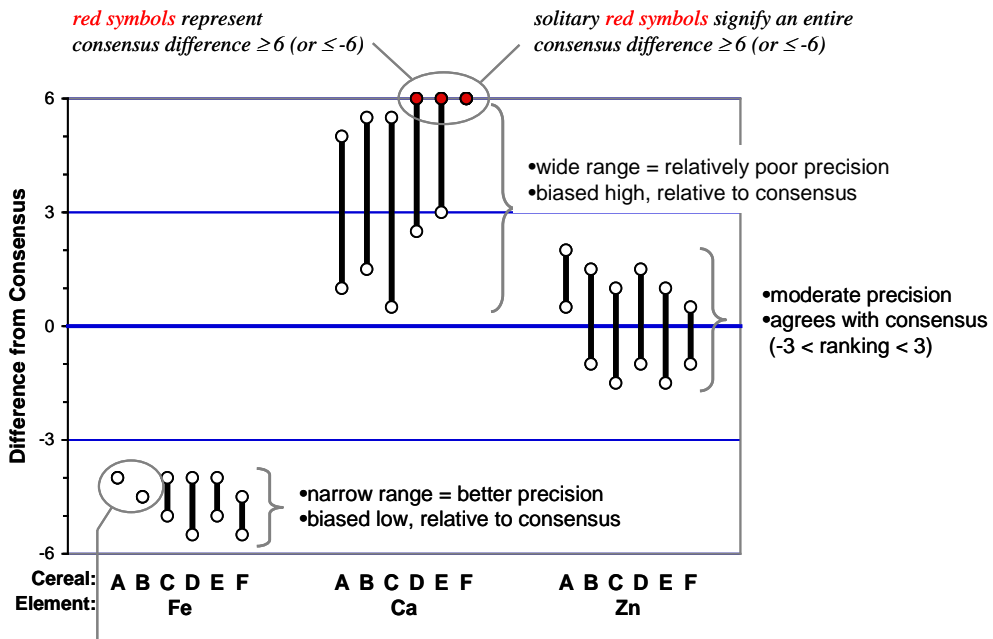 red symbols represent
consensus difference ≥6 (or ≤-6)
solitary red symbols signify an entire
consensus difference ≥6 (or ≤-6)
Difference from Consensus
6
3
0
-3
-6
•wide range = relatively poor precision
•biased high, relative to consensus
•moderate precision
•agrees with consensus
(-3 < ranking < 3)
•narrow range = better precision
•biased low, relative to consensus
Cereal: A B C D E F A B C D E F A B C D E F
Element: Fe Ca Zn